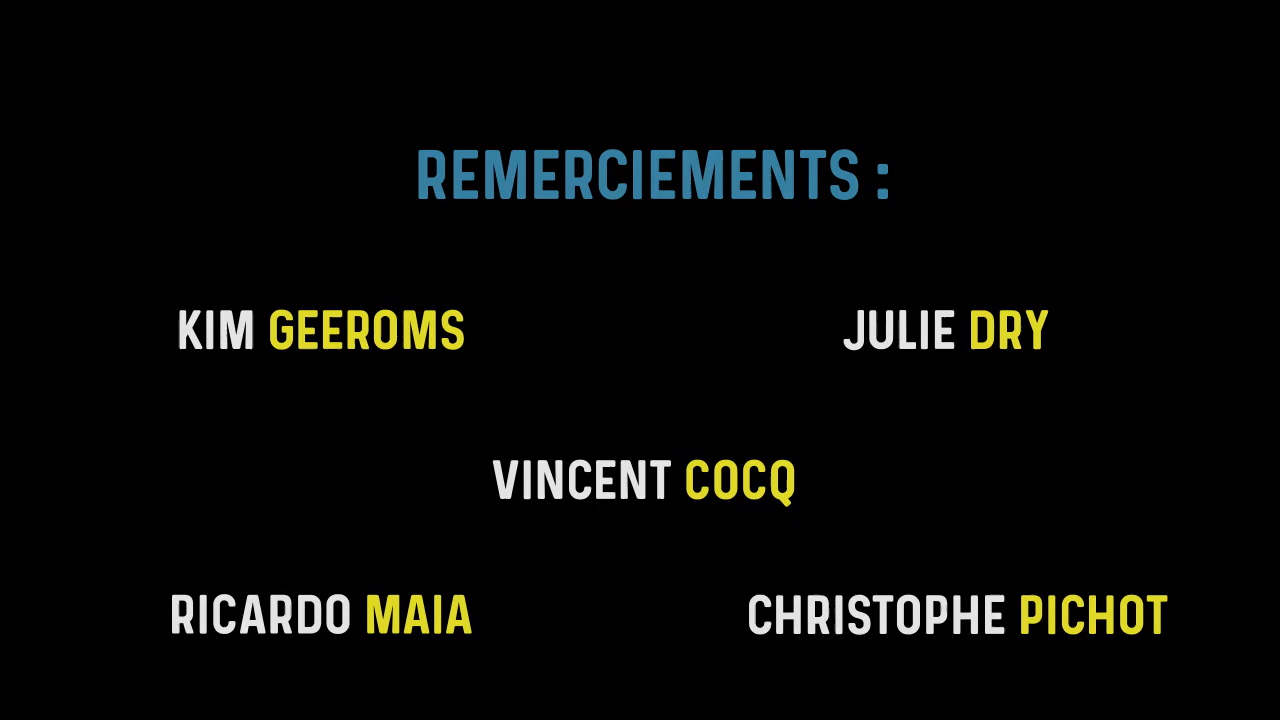 REMERCIEMENTS :
KIM GEEROMS
JULIE DRY
VINCENT COCQ
RICARDO MAIA
CHRISTOPHE PICHOT